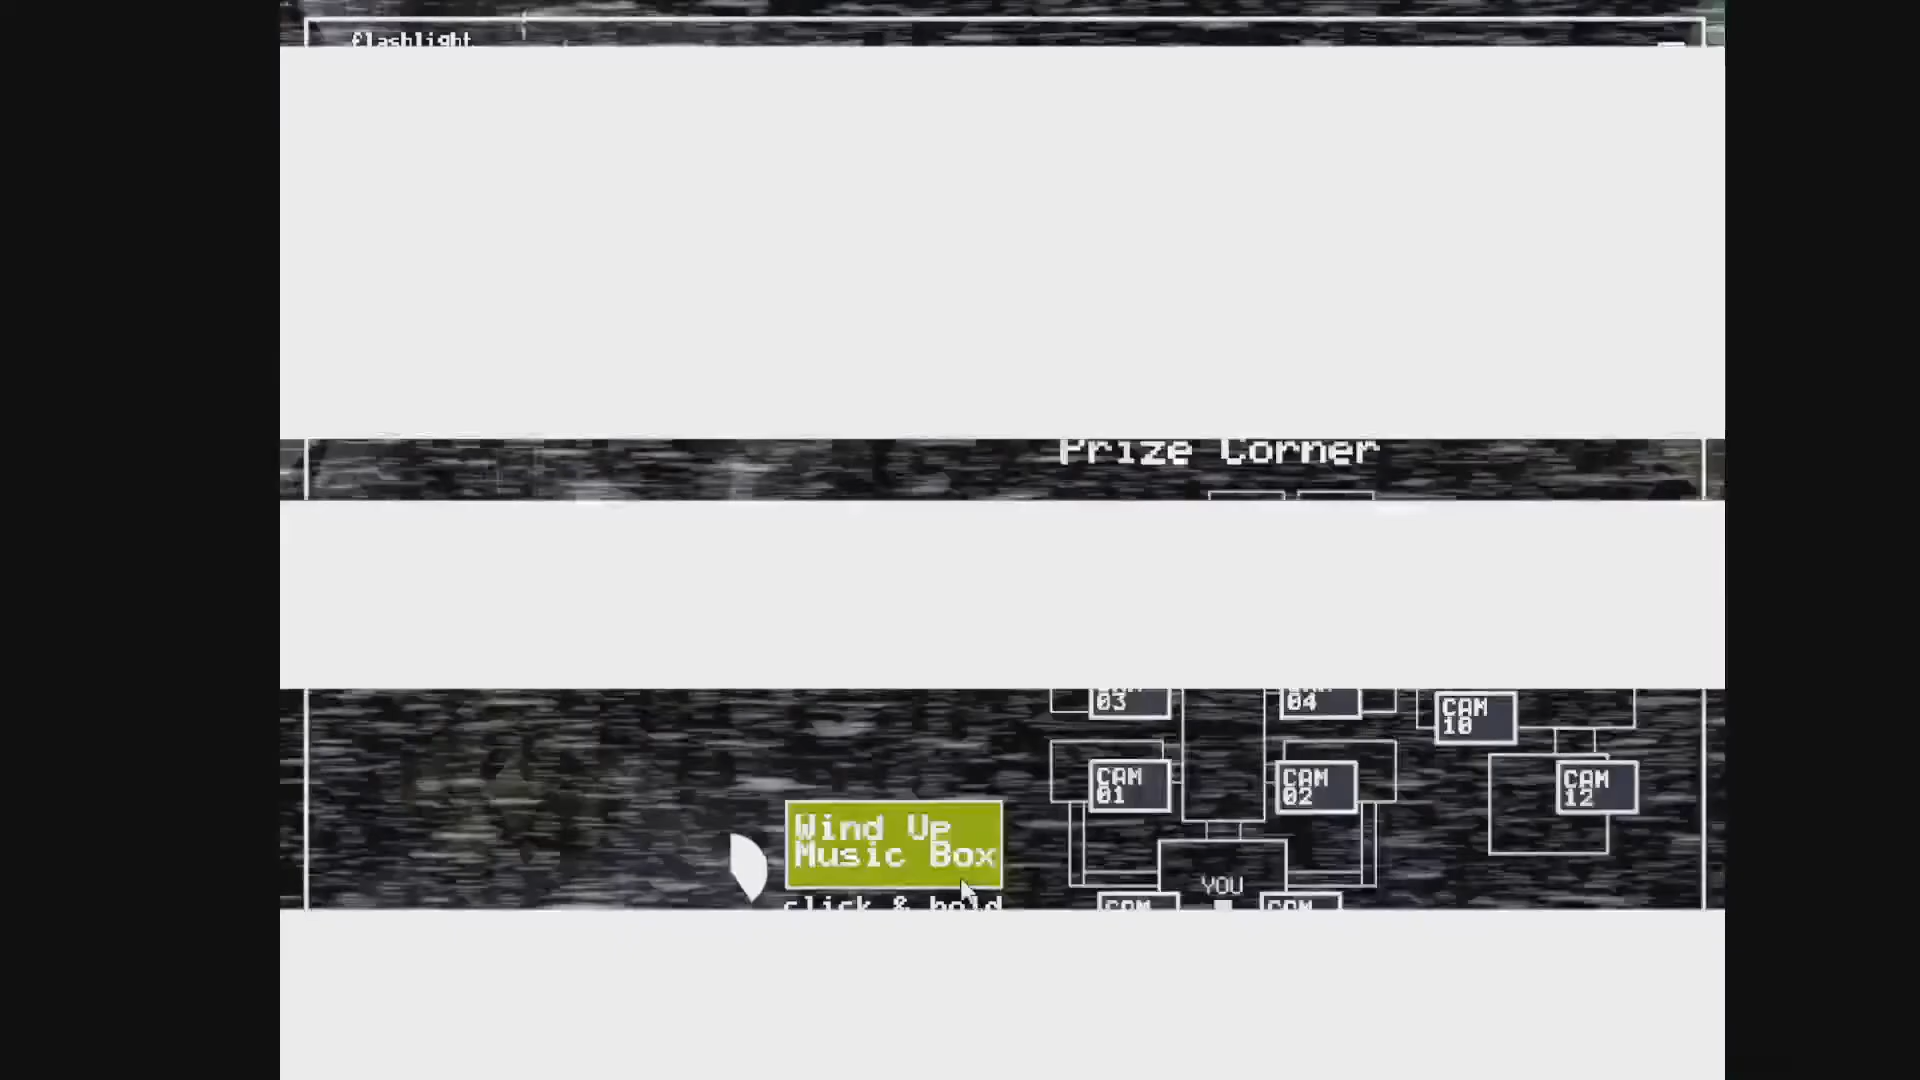 flashlight
Prize Corner
03
04
CAM
10
CAM
01
CAM
02
CAM
12
Wind Up
Music Box
YOU
click & hold
CAM
CAM